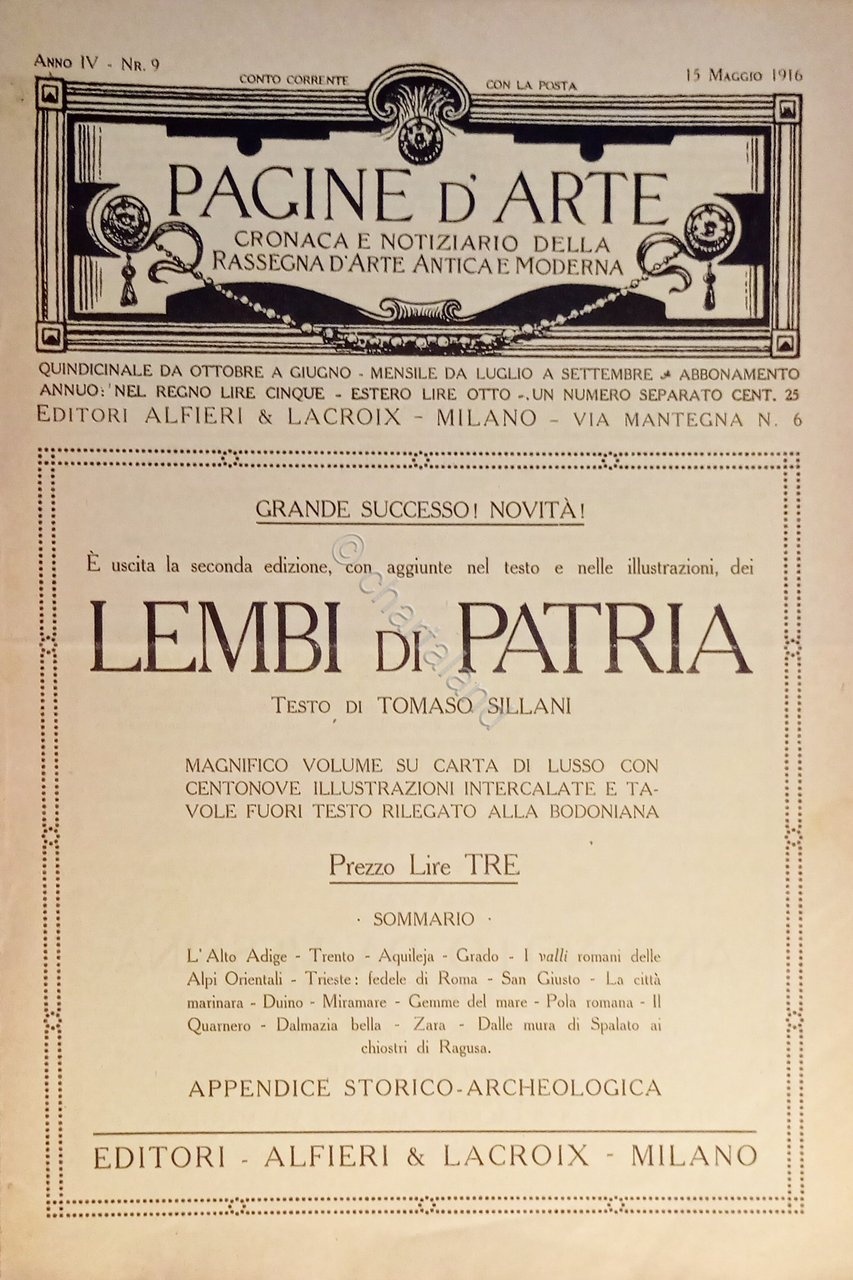 ANNO IV - NR. 9
CONTO CORRENTE
CON LA POSTA
15 MAGGIO 1916
PAGINE D'ARTE
CRONACA E NOTIZIARIO DELLA
RASSEGNA D'ARTE ANTICA E MODERNA
QUINDICINALE DA OTTOBRE A GIUGNO - MENSILE DA LUGLIO A SETTEMBRE - ABBONAMENTO
ANNUO: NEL REGNO LIRE CINQUE - ESTERO LIRE OTTO - UN NUMERO SEPARATO CENT. 25
EDITORI ALFIERI & LACROIX - MILANO - VIA MANTEGNA N. 6
GRANDE SUCCESSO! NOVITÀ!
È uscita la seconda edizione, con aggiunte nel testo e nelle illustrazioni, dei
LEMBI DI PATRIA
TESTO DI TOMASO SILLANI
MAGNIFICO VOLUME SU CARTA DI LUSSO CON
CENTONOVE ILLUSTRAZIONI INTERCALATE E TA-
VOLE FUORI TESTO RILEGATO ALLA BODONIANA
Prezzo Lire TRE
· SOMMARIO ·
L'Alto Adige - Trento - Aquileja - Grado - I valli romani delle
Alpi Orientali - Trieste: fedele di Roma - San Giusto - La città
marinara - Duino - Miramare - Gemme del mare - Pola romana - Il
Quarnero - Dalmazia bella - Zara - Dalle mura di Spalato ai
chiostri di Ragusa.
APPENDICE STORICO-ARCHEOLOGICA
EDITORI - ALFIERI & LACROIX - MILANO
© chartaland